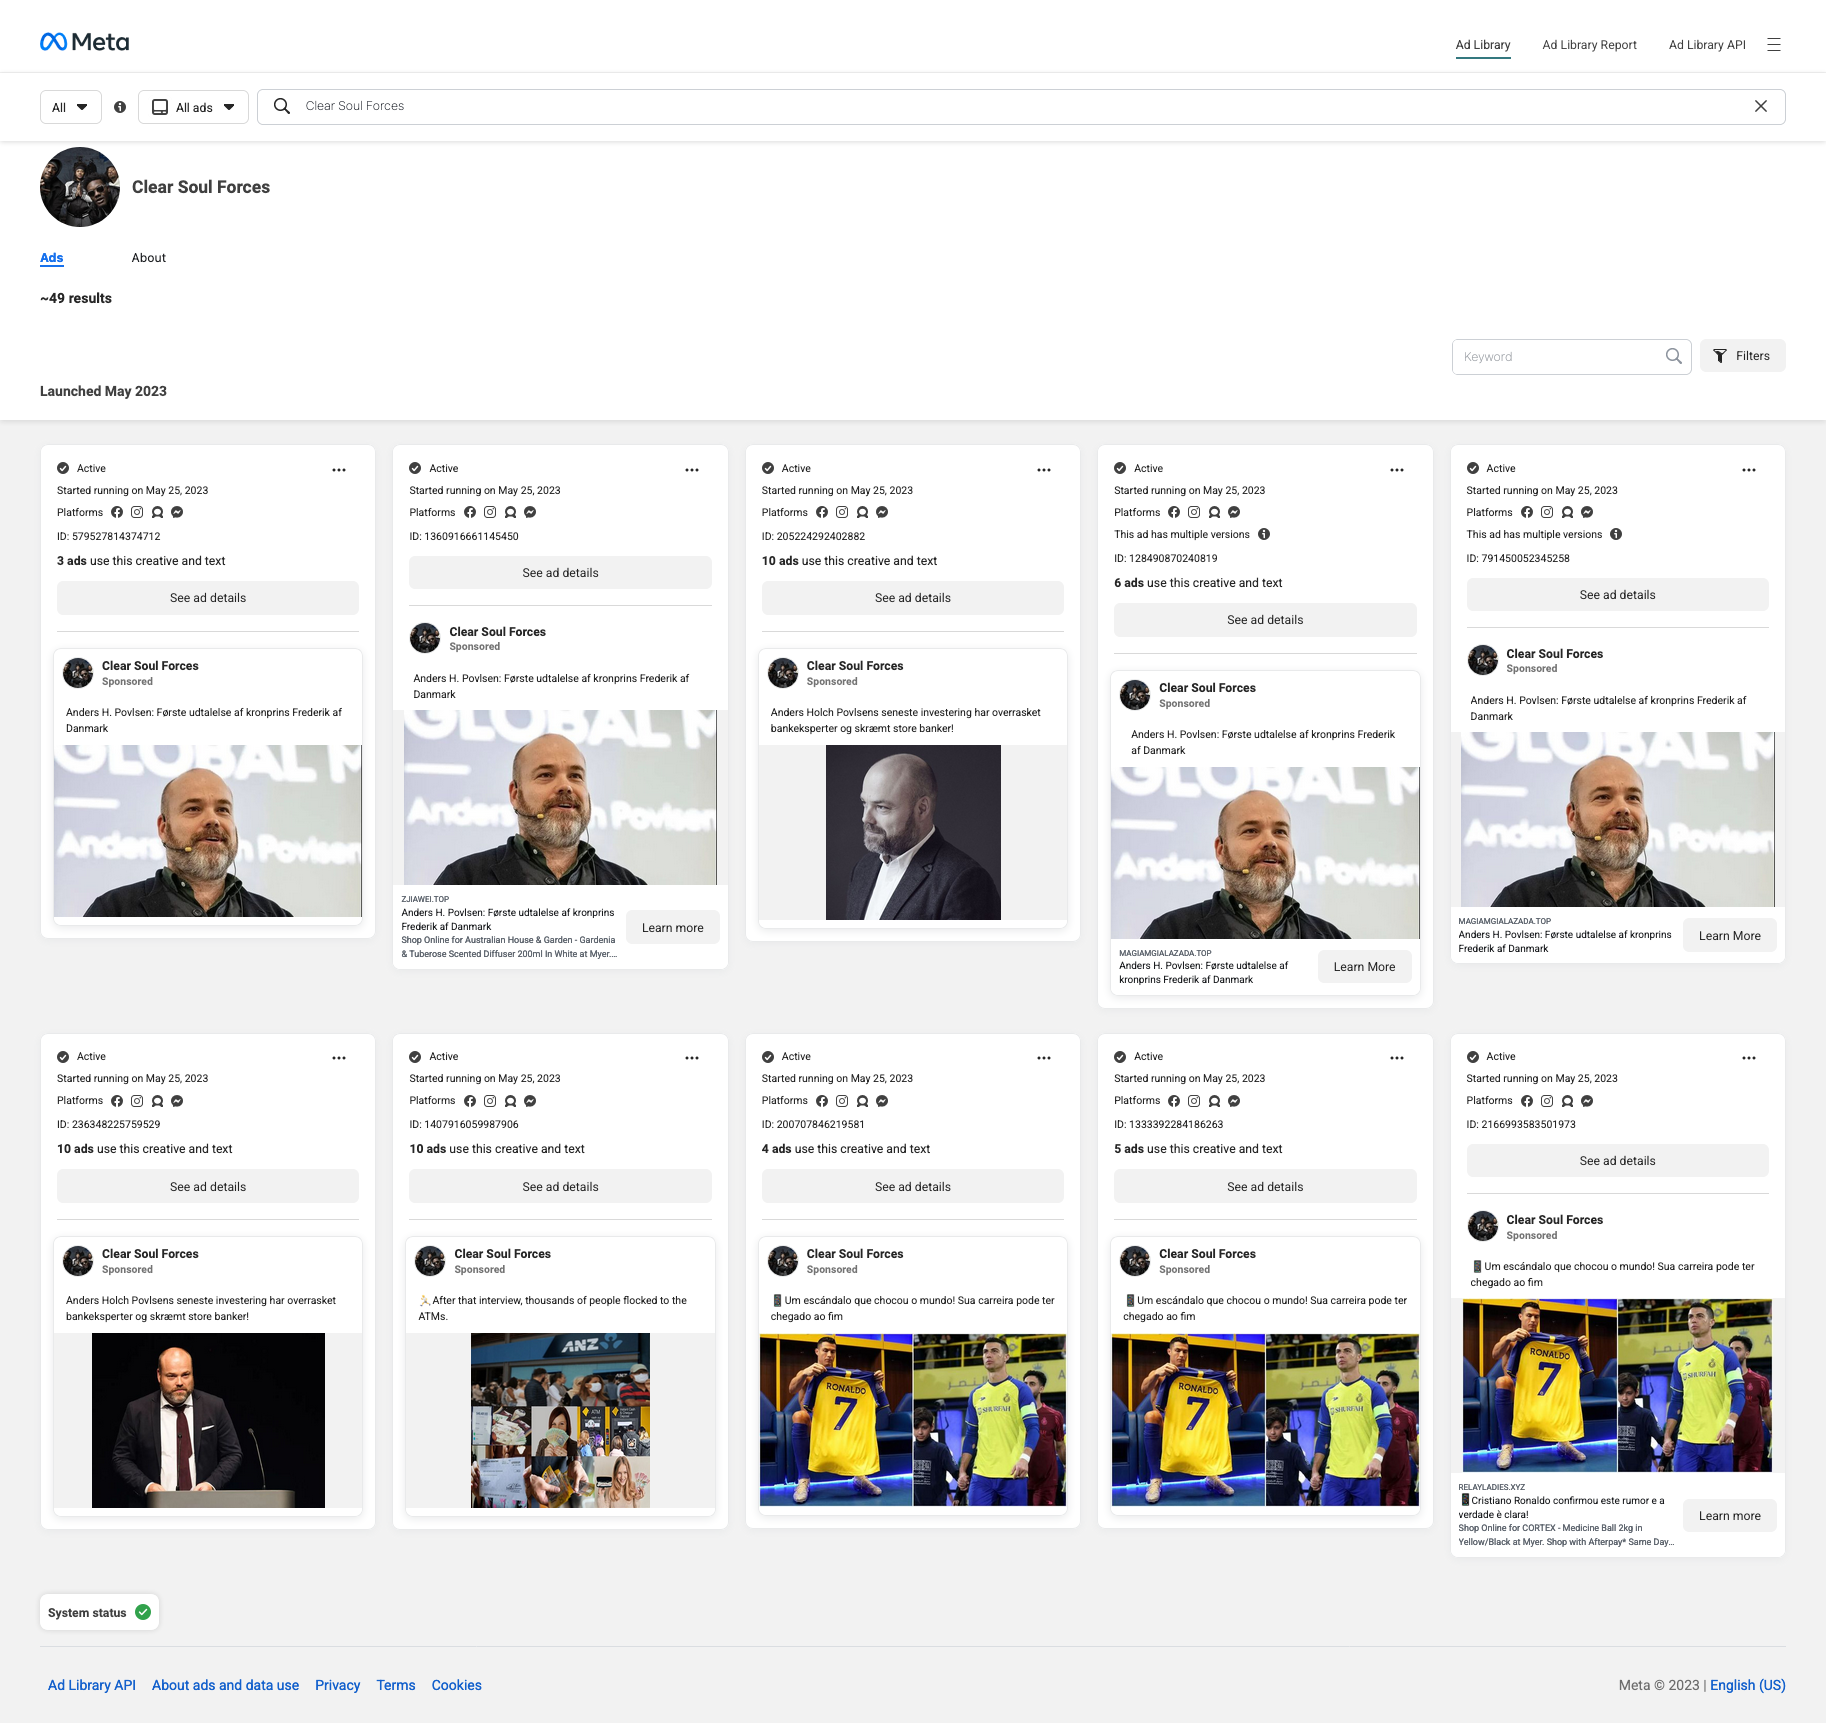 Meta
Ad Library
Ad Library Report
Ad Library API
All
All ads
Clear Soul Forces
Clear Soul Forces
Ads
About
~49 results
Keyword
Filters
Launched May 2023
Active
Started running on May 25, 2023
Platforms
ID: 579527814374712
3 ads use this creative and text
See ad details
Clear Soul Forces
Sponsored
Anders H. Povlsen: Første udtalelse af kronprins Frederik af
Danmark
GLOBAL M
Anders Povlsen
Active
Started running on May 25, 2023
Platforms
ID: 1360916661145450
See ad details
Clear Soul Forces
Sponsored
Anders H. Povlsen: Første udtalelse af kronprins Frederik af
Danmark
GLOBAL M
Anders Povlsen
ZJIAWEI.TOP
Anders H. Povlsen: Første udtalelse af kronprins
Frederik af Danmark
Shop Online for Australian House & Garden - Gardenia
& Tuberose Scented Diffuser 200ml In White at Myer....
Learn more
Active
Started running on May 25, 2023
Platforms
ID: 205224292402882
10 ads use this creative and text
See ad details
Clear Soul Forces
Sponsored
Anders Holch Povlsens seneste investering har overrasket
bankeksperter og skræmt store banker!
Active
Started running on May 25, 2023
Platforms
This ad has multiple versions
ID: 128490870240819
6 ads use this creative and text
See ad details
Clear Soul Forces
Sponsored
Anders H. Povlsen: Første udtalelse af kronprins Frederik
af Danmark
GLOBAL M
Anders Povlsen
MAGIAMGIALAZADA.TOP
Anders H. Povlsen: Første udtalelse af
kronprins Frederik af Danmark
Learn More
Active
Started running on May 25, 2023
Platforms
This ad has multiple versions
ID: 791450052345258
See ad details
Clear Soul Forces
Sponsored
Anders H. Povlsen: Første udtalelse af kronprins Frederik af
Danmark
GLOBAL M
Anders Povlsen
MAGIAMGIALAZADA.TOP
Anders H. Povlsen: Første udtalelse af kronprins
Frederik af Danmark
Learn More
Active
Started running on May 25, 2023
Platforms
ID: 236348225759529
10 ads use this creative and text
See ad details
Clear Soul Forces
Sponsored
Anders Holch Povlsens seneste investering har overrasket
bankeksperter og skræmt store banker!
Active
Started running on May 25, 2023
Platforms
ID: 1407916059987906
10 ads use this creative and text
See ad details
Clear Soul Forces
Sponsored
After that interview, thousands of people flocked to the
ATMs.
ANZ
ATM
Active
Started running on May 25, 2023
Platforms
ID: 200707846219581
4 ads use this creative and text
See ad details
Clear Soul Forces
Sponsored
Um escándalo que chocou o mundo! Sua carreira pode ter
chegado ao fim
RONALDO
7
SHURFAH
Active
Started running on May 25, 2023
Platforms
ID: 1333392284186263
5 ads use this creative and text
See ad details
Clear Soul Forces
Sponsored
Um escándalo que chocou o mundo! Sua carreira pode ter
chegado ao fim
RONALDO
7
SHURFAH
Active
Started running on May 25, 2023
Platforms
ID: 2166993583501973
See ad details
Clear Soul Forces
Sponsored
Um escándalo que chocou o mundo! Sua carreira pode ter
chegado ao fim
RONALDO
7
SHURFAH
RELAYLADIES.XYZ
Cristiano Ronaldo confirmou este rumor e a
verdade è clara!
Shop Online for CORTEX - Medicine Ball 2kg in
Yellow/Black at Myer. Shop with Afterpay* Same Day...
Learn more
System status
Ad Library API
About ads and data use
Privacy
Terms
Cookies
Meta © 2023 | English (US)